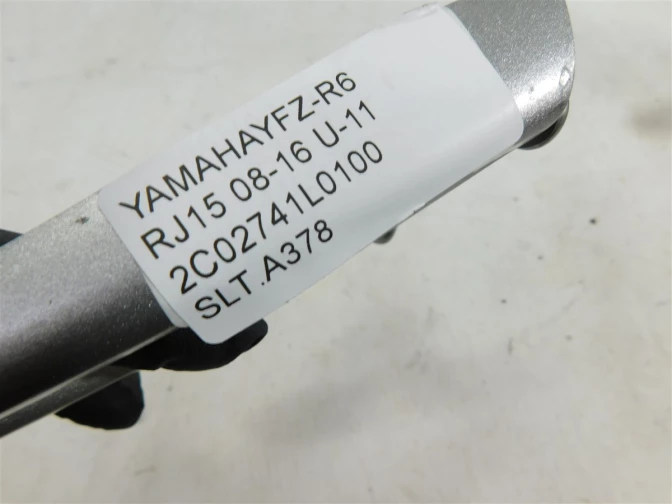 YAMAHAYFZ-R6
RJ15 08-16 U-11
2C02741L0100
SLT.A378